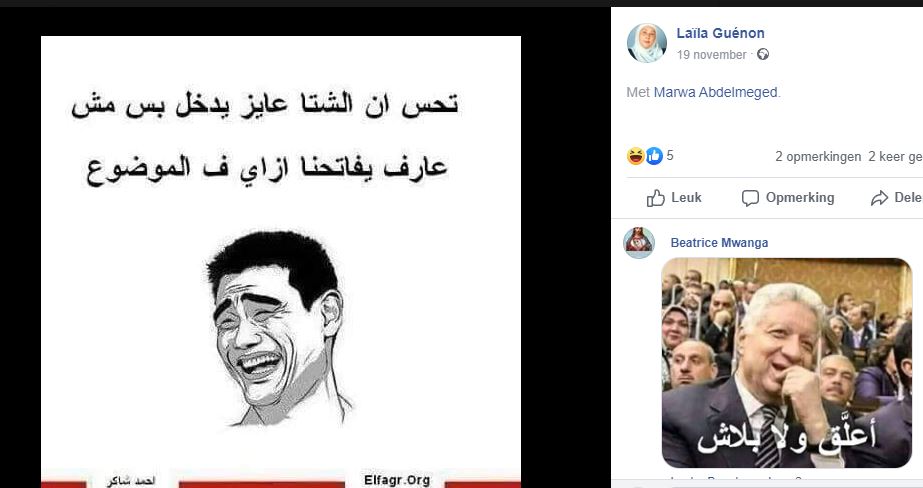 تحس ان الشتا عايز يدخل بس مش
عارف يفاتحنا ازاي ف الموضوع
احمد شاكر
Elfagr.Org
Laïla Guénon
19 november ·
Met Marwa Abdelmeged.
5
2 opmerkingen 2 keer ge
Leuk
Opmerking
Dele
Beatrice Mwanga
أعلَّق ولا بلاش